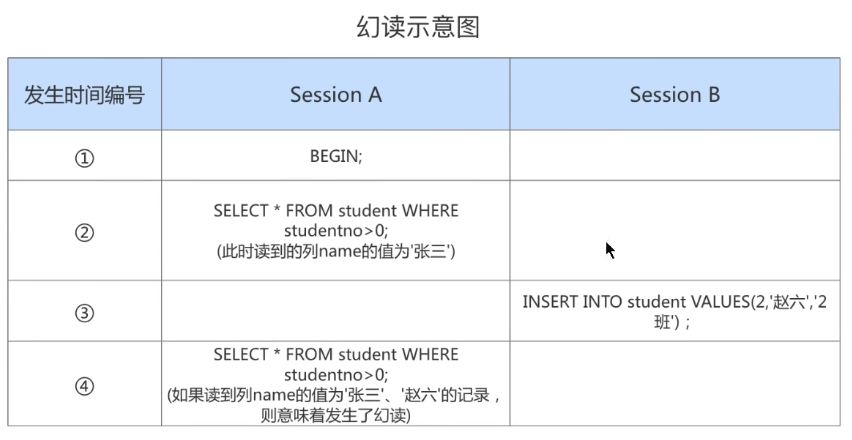 幻读示意图
发生时间编号
Session A
Session B
①
BEGIN;
②
SELECT * FROM student WHERE
studentno>0;
(此时读到的列name的值为'张三')
③
INSERT INTO student VALUES(2,'赵六','2
班')；
④
SELECT * FROM student WHERE
studentno>0;
(如果读到列name的值为'张三'、'赵六'的记录，
则意味着发生了幻读)